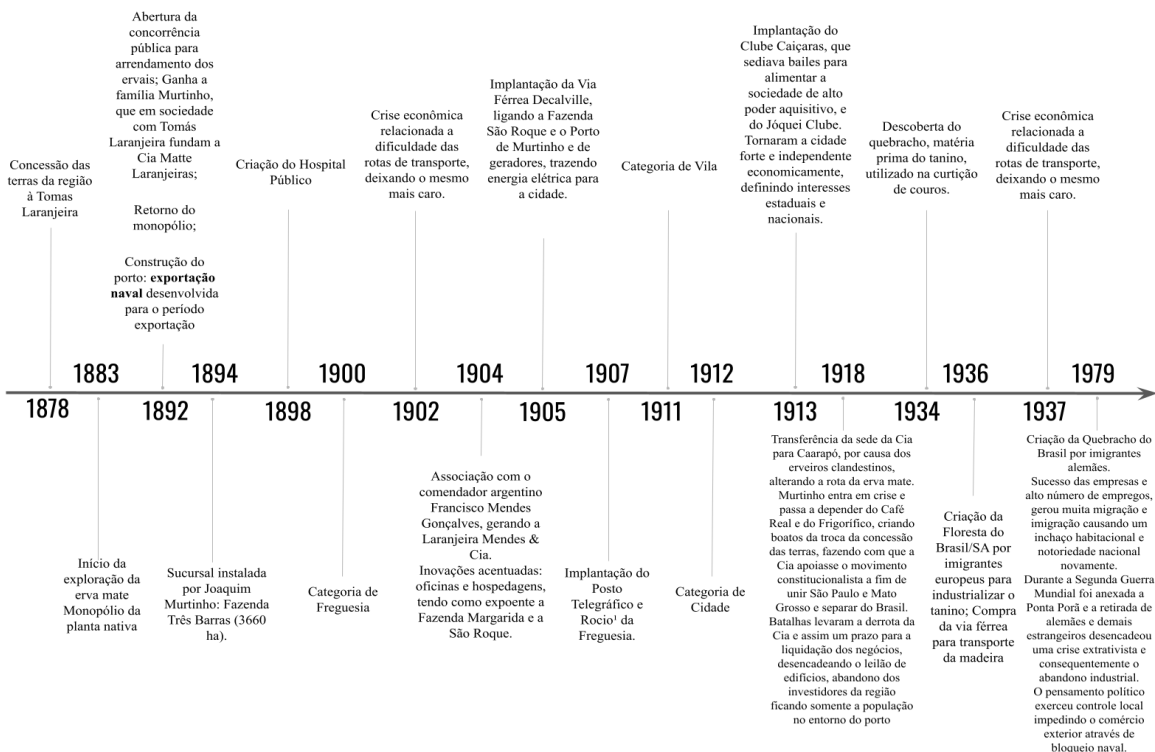 Concessão das
terras da região
à Tomas
Laranjeira
Abertura da
concorrência
pública para
arrendamento dos
ervais; Ganha a
família Murtinho,
que em sociedade
com Tomás
Laranjeira fundam a
Cia Matte
Laranjeiras;
Retorno do
monopólio;
Construção do
porto: exportação
naval desenvolvida
para o período
exportação
Criação do Hospital
Público
Crise econômica
relacionada a
dificuldade das
rotas de transporte,
deixando o mesmo
mais caro.
Implantação da Via
Férrea Decalville,
ligando a Fazenda
São Roque e o Porto
de Murtinho e de
geradores, trazendo
energia elétrica para
a cidade.
Categoria de Vila
Implantação do
Clube Caiçaras, que
sediava bailes para
alimentar a
sociedade de alto
poder aquisitivo, e
do Jóquei Clube.
Tornaram a cidade
forte e independente
economicamente,
definindo interesses
estaduais e
nacionais.
Descoberta do
quebracho, matéria
prima do tanino,
utilizado na curtição
de couros.
Crise econômica
relacionada a
dificuldade das
rotas de transporte,
deixando o mesmo
mais caro.
1883 1894 1900 1904 1907 1912 1918 1936 1979
1878 1892 1898 1902 1905 1911 1913 1934 1937
Início da
exploração da
erva mate
Monopólio da
planta nativa
Sucursal instalada
por Joaquim
Murtinho: Fazenda
Três Barras (3660
ha).
Categoria de
Freguesia
Associação com o
comendador argentino
Francisco Mendes
Gonçalves, gerando a
Laranjeira Mendes &
Cia.
Inovações acentuadas:
oficinas e hospedagens,
tendo como expoente a
Fazenda Margarida e a
São Roque.
Implantação do
Posto
Telegráfico e
Rocio¹ da
Freguesia.
Categoria de
Cidade
Transferência da sede da Cia
para Caarapó, por causa dos
erveiros clandestinos,
alterando a rota da erva mate.
Murtinho entra em crise e
passa a depender do Café
Real e do Frigorífico, criando
boatos da troca da concessão
das terras, fazendo com que a
Cia apoiasse o movimento
constitucionalista a fim de
unir São Paulo e Mato
Grosso e separar do Brasil.
Batalhas levaram a derrota da
Cia e assim um prazo para a
liquidação dos negócios,
desencadeando o leilão de
edifícios, abandono dos
investidores da região
ficando somente a população
no entorno do porto
Criação da
Floresta do
Brasil/SA por
imigrantes
europeus para
industrializar o
tanino; Compra
da via férrea
para transporte
da madeira
Criação da Quebracho do
Brasil por imigrantes
alemães.
Sucesso das empresas e
alto número de empregos,
gerou muita migração e
imigração causando um
inchaço habitacional e
notoriedade nacional
novamente.
Durante a Segunda Guerra
Mundial foi anexada a
Ponta Porã e a retirada de
alemães e demais
estrangeiros desencadeou
uma crise extrativista e
consequentemente o
abandono industrial.
O pensamento político
exerceu controle local
impedindo o comércio
exterior através de
bloqueio naval.